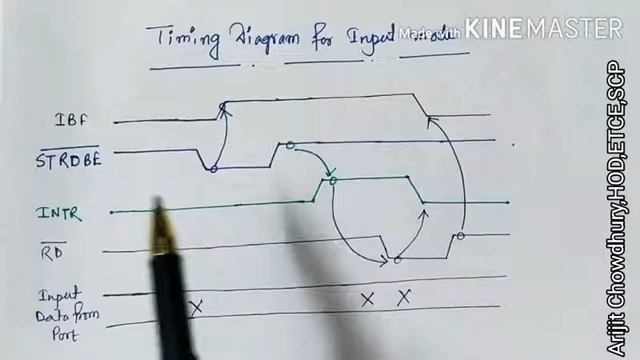 Timing Diagram for Input mode
Made with KINEMASTER
IBF
STROBE
INTR
RD
Input
Data from
Port
X X X
Arijit Chowdhury,HOD,ETCE,SCP